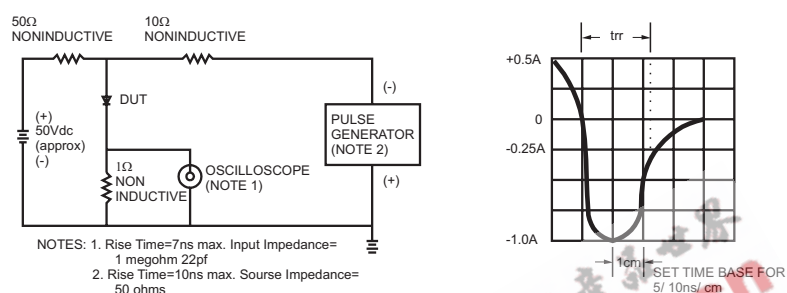 50Ω
NONINDUCTIVE
10Ω
NONINDUCTIVE
DUT
(+)
50Vdc
(approx)
(-)
1Ω
NON
INDUCTIVE
OSCILLOSCOPE
(NOTE 1)
(-)
PULSE
GENERATOR
(NOTE 2)
(+)
NOTES: 1. Rise Time=7ns max. Input Impedance=
1 megohm 22pf
2. Rise Time=10ns max. Sourse Impedance=
50 ohms
trr
+0.5A
0
-0.25A
-1.0A
1cm
SET TIME BASE FOR
5/ 10ns/ cm